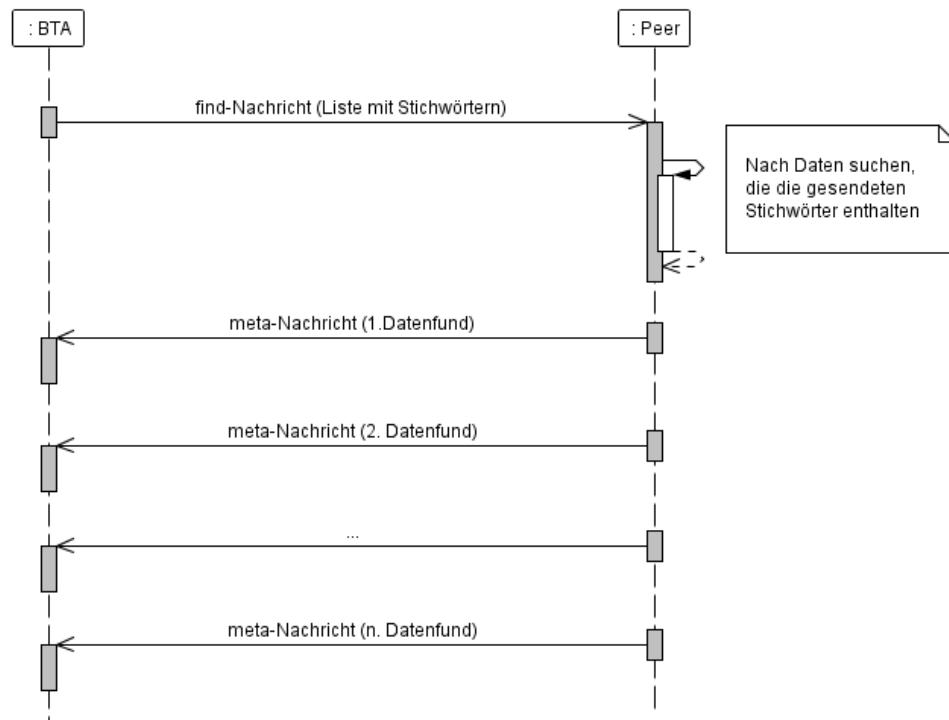 : BTA
: Peer
find-Nachricht (Liste mit Stichwörtern)
Nach Daten suchen,
die die gesendeten
Stichwörter enthalten
meta-Nachricht (1.Datenfund)
meta-Nachricht (2. Datenfund)
...
meta-Nachricht (n. Datenfund)